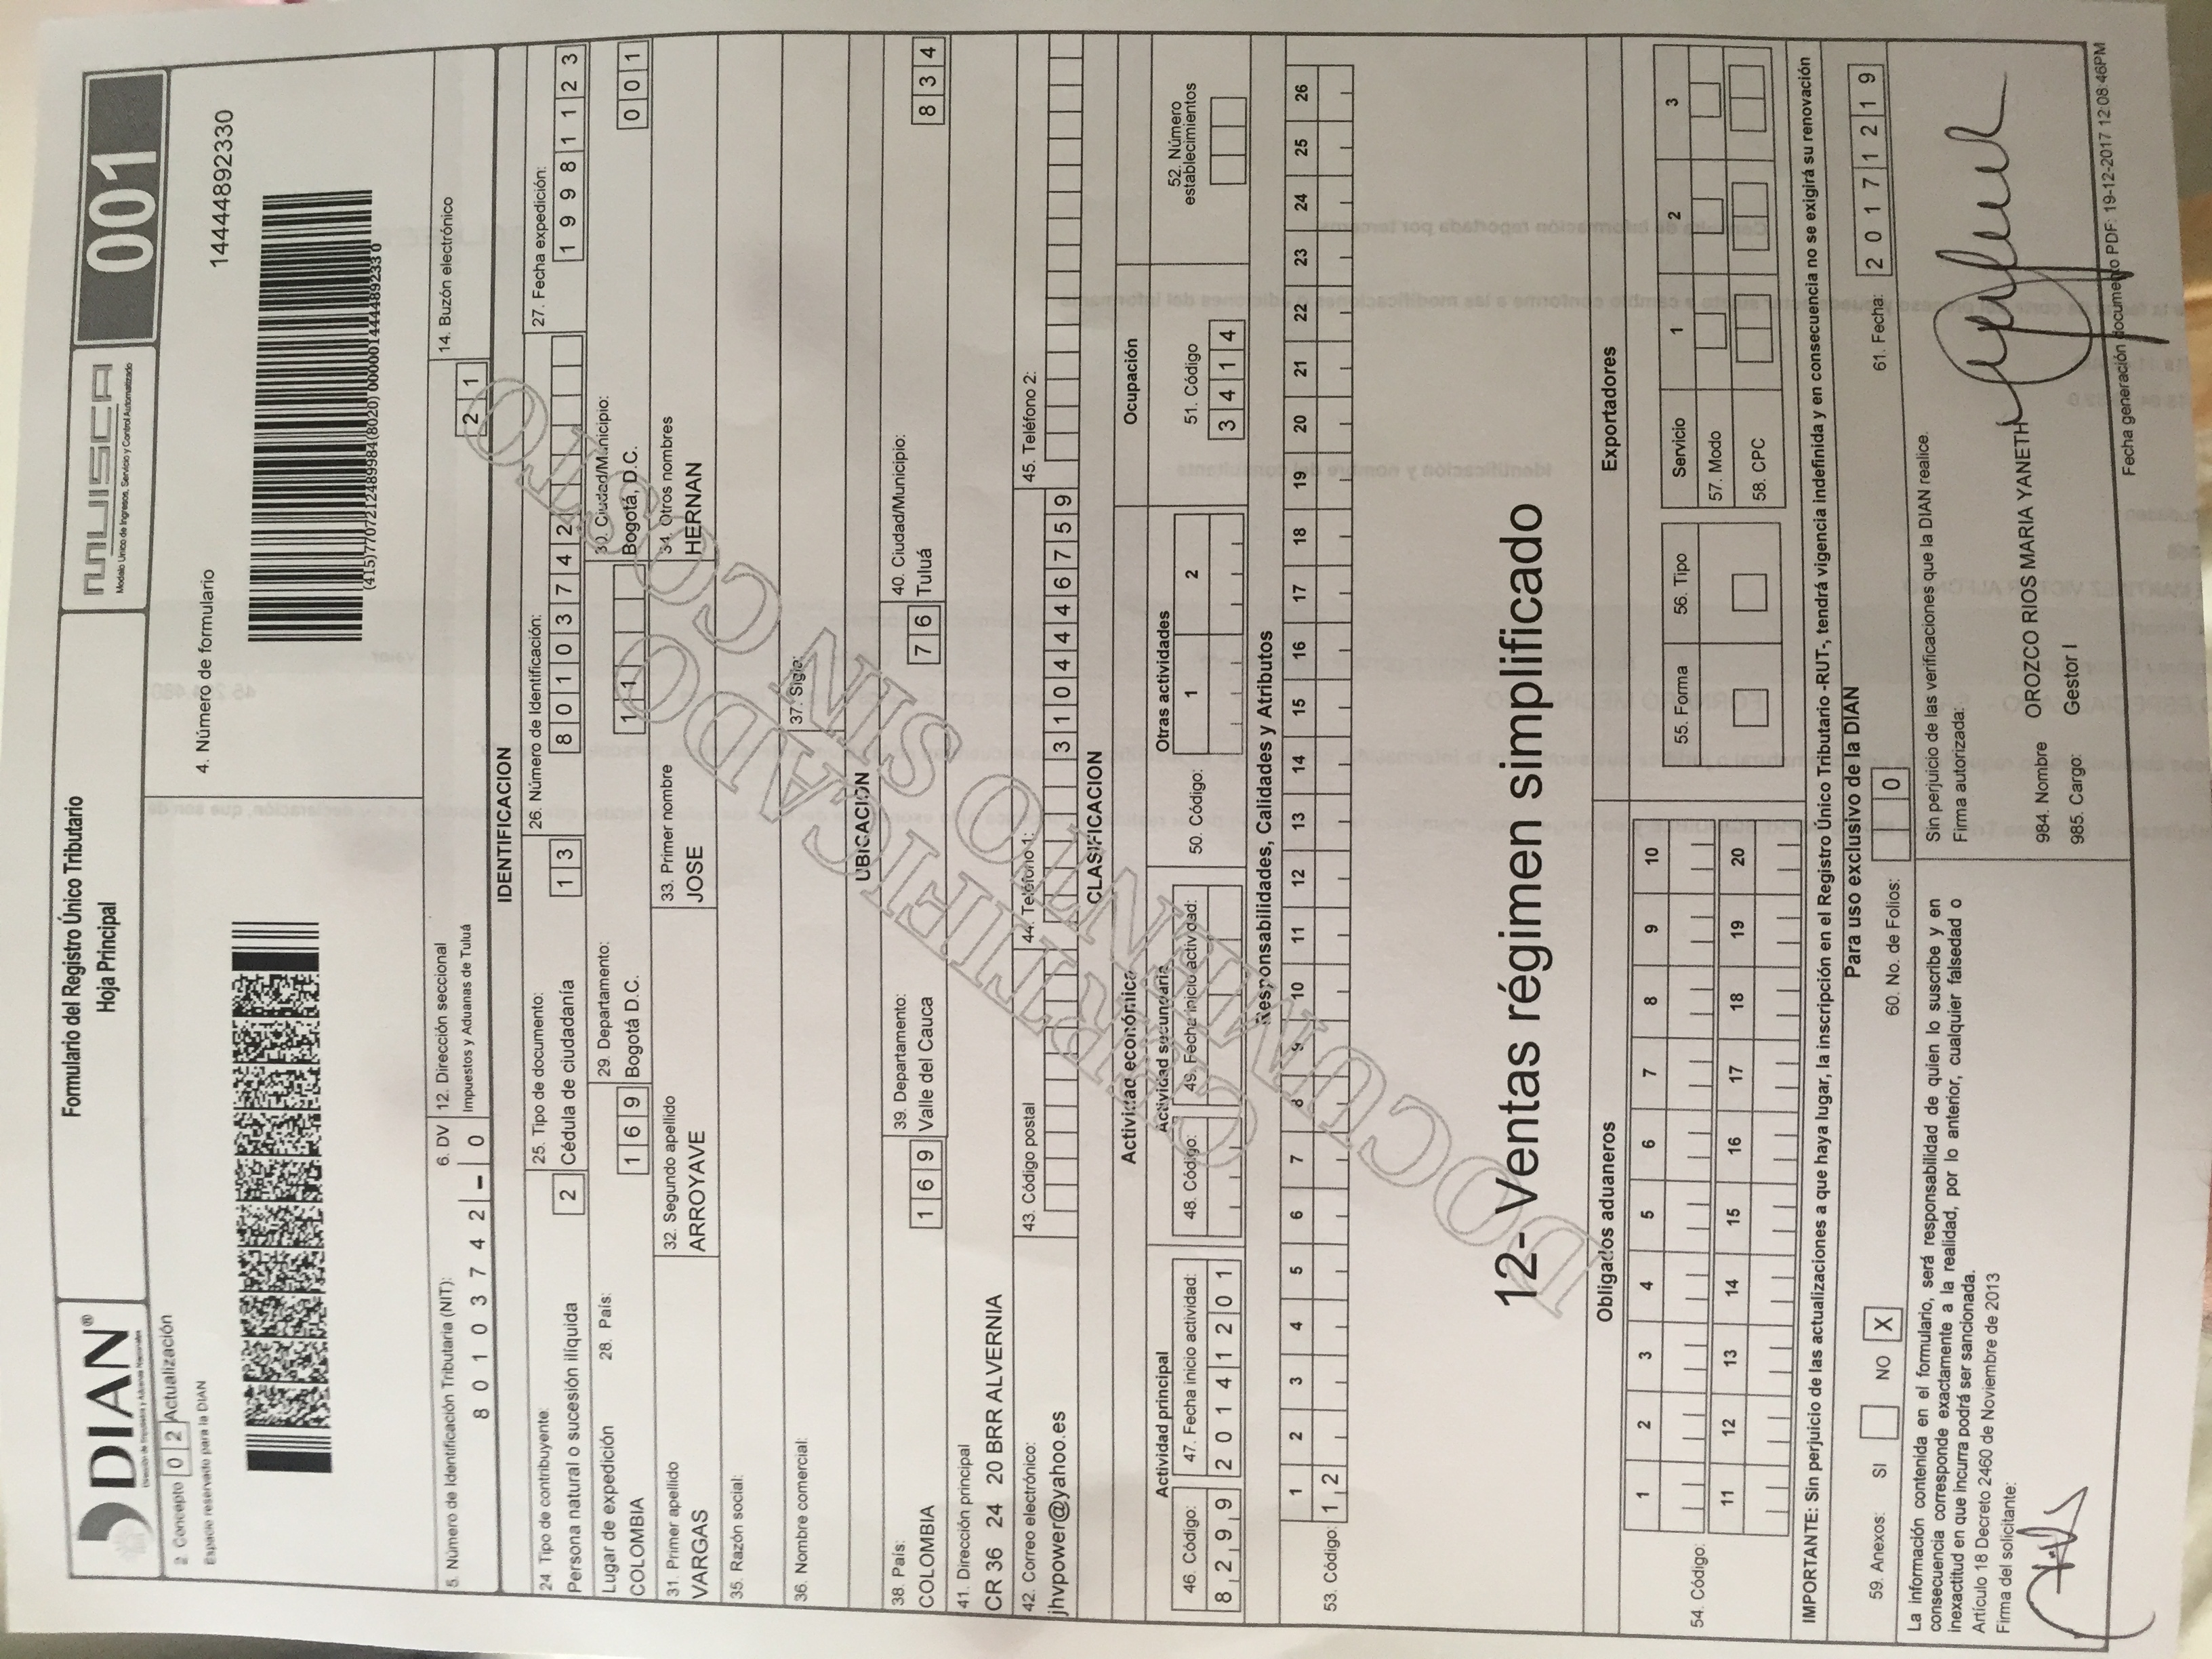 DIAN®
Dirección de Impuestos y Aduanas Nacionales
Formulario del Registro Único Tributario
Hoja Principal
MUISCA
Modelo Unico de Ingresos, Servicio y Control Automatizado
001
2. Concepto 0 2 Actualización
Espacio reservado para la DIAN
4. Número de formulario
14444892330
(415)7707212489984(8020) 000001444489233 0
5. Número de Identificación Tributaria (NIT): 6. DV 12. Dirección seccional 14. Buzón electrónico
8 0 1 0 3 7 4 2 - 0 Impuestos y Aduanas de Tuluá 2 1
IDENTIFICACION
24. Tipo de contribuyente: 25. Tipo de documento: 26. Número de Identificación: 27. Fecha expedición:
Persona natural o sucesión ilíquida 2 Cédula de ciudadanía 1 3 8 0 1 0 3 7 4 2 1 9 9 8 1 1 2 3
Lugar de expedición 28. País: 29. Departamento: 30. Ciudad/Municipio:
COLOMBIA 1 6 9 Bogotá D.C. 1 1 Bogotá, D.C. 0 0 1
31. Primer apellido 32. Segundo apellido 33. Primer nombre 34. Otros nombres
VARGAS ARROYAVE JOSE HERNAN
35. Razón social:
36. Nombre comercial: 37. Sigla:
UBICACION
38. País: 39. Departamento: 40. Ciudad/Municipio:
COLOMBIA 1 6 9 Valle del Cauca 7 6 Tuluá 8 3 4
41. Dirección principal
CR 36 24 20 BRR ALVERNIA
42. Correo electrónico: 43. Código postal 44. Teléfono 1: 45. Teléfono 2:
jhvpower@yahoo.es 3 1 0 4 4 4 6 7 5 9
CLASIFICACION
Actividad económica Ocupación
Actividad principal Actividad secundaria Otras actividades 52. Número
establecimientos
46. Código: 47. Fecha inicio actividad: 48. Código: 49. Fecha inicio actividad: 50. Código: 1 2 51. Código
8 2 9 9 2 0 1 4 1 2 0 1 3 4 1 4
Responsabilidades, Calidades y Atributos
1 2 3 4 5 6 7 8 9 10 11 12 13 14 15 16 17 18 19 20 21 22 23 24 25 26
53. Código: 1 2
12- Ventas régimen simplificado
CERTIFICADO
DOCUMENTO SIN COSTO
Obligados aduaneros Exportadores
1 2 3 4 5 6 7 8 9 10
54. Código:
11 12 13 14 15 16 17 18 19 20
55. Forma 56. Tipo Servicio 1 2 3
57. Modo
58. CPC
IMPORTANTE: Sin perjuicio de las actualizaciones a que haya lugar, la inscripción en el Registro Único Tributario -RUT-, tendrá vigencia indefinida y en consecuencia no se exigirá su renovación
Para uso exclusivo de la DIAN
59. Anexos: SI NO X 60. No. de Folios: 0 61. Fecha: 2 0 1 7 1 2 1 9
La información contenida en el formulario, será responsabilidad de quien lo suscribe y en
consecuencia corresponde exactamente a la realidad, por lo anterior, cualquier falsedad o
inexactitud en que incurra podrá ser sancionada.
Artículo 18 Decreto 2460 de Noviembre de 2013
Firma del solicitante:
Sin perjuicio de las verificaciones que la DIAN realice.
Firma autorizada:
984. Nombre OROZCO RIOS MARIA YANETH
985. Cargo: Gestor I
Fecha generación documento PDF: 19-12-2017 12:08:46PM